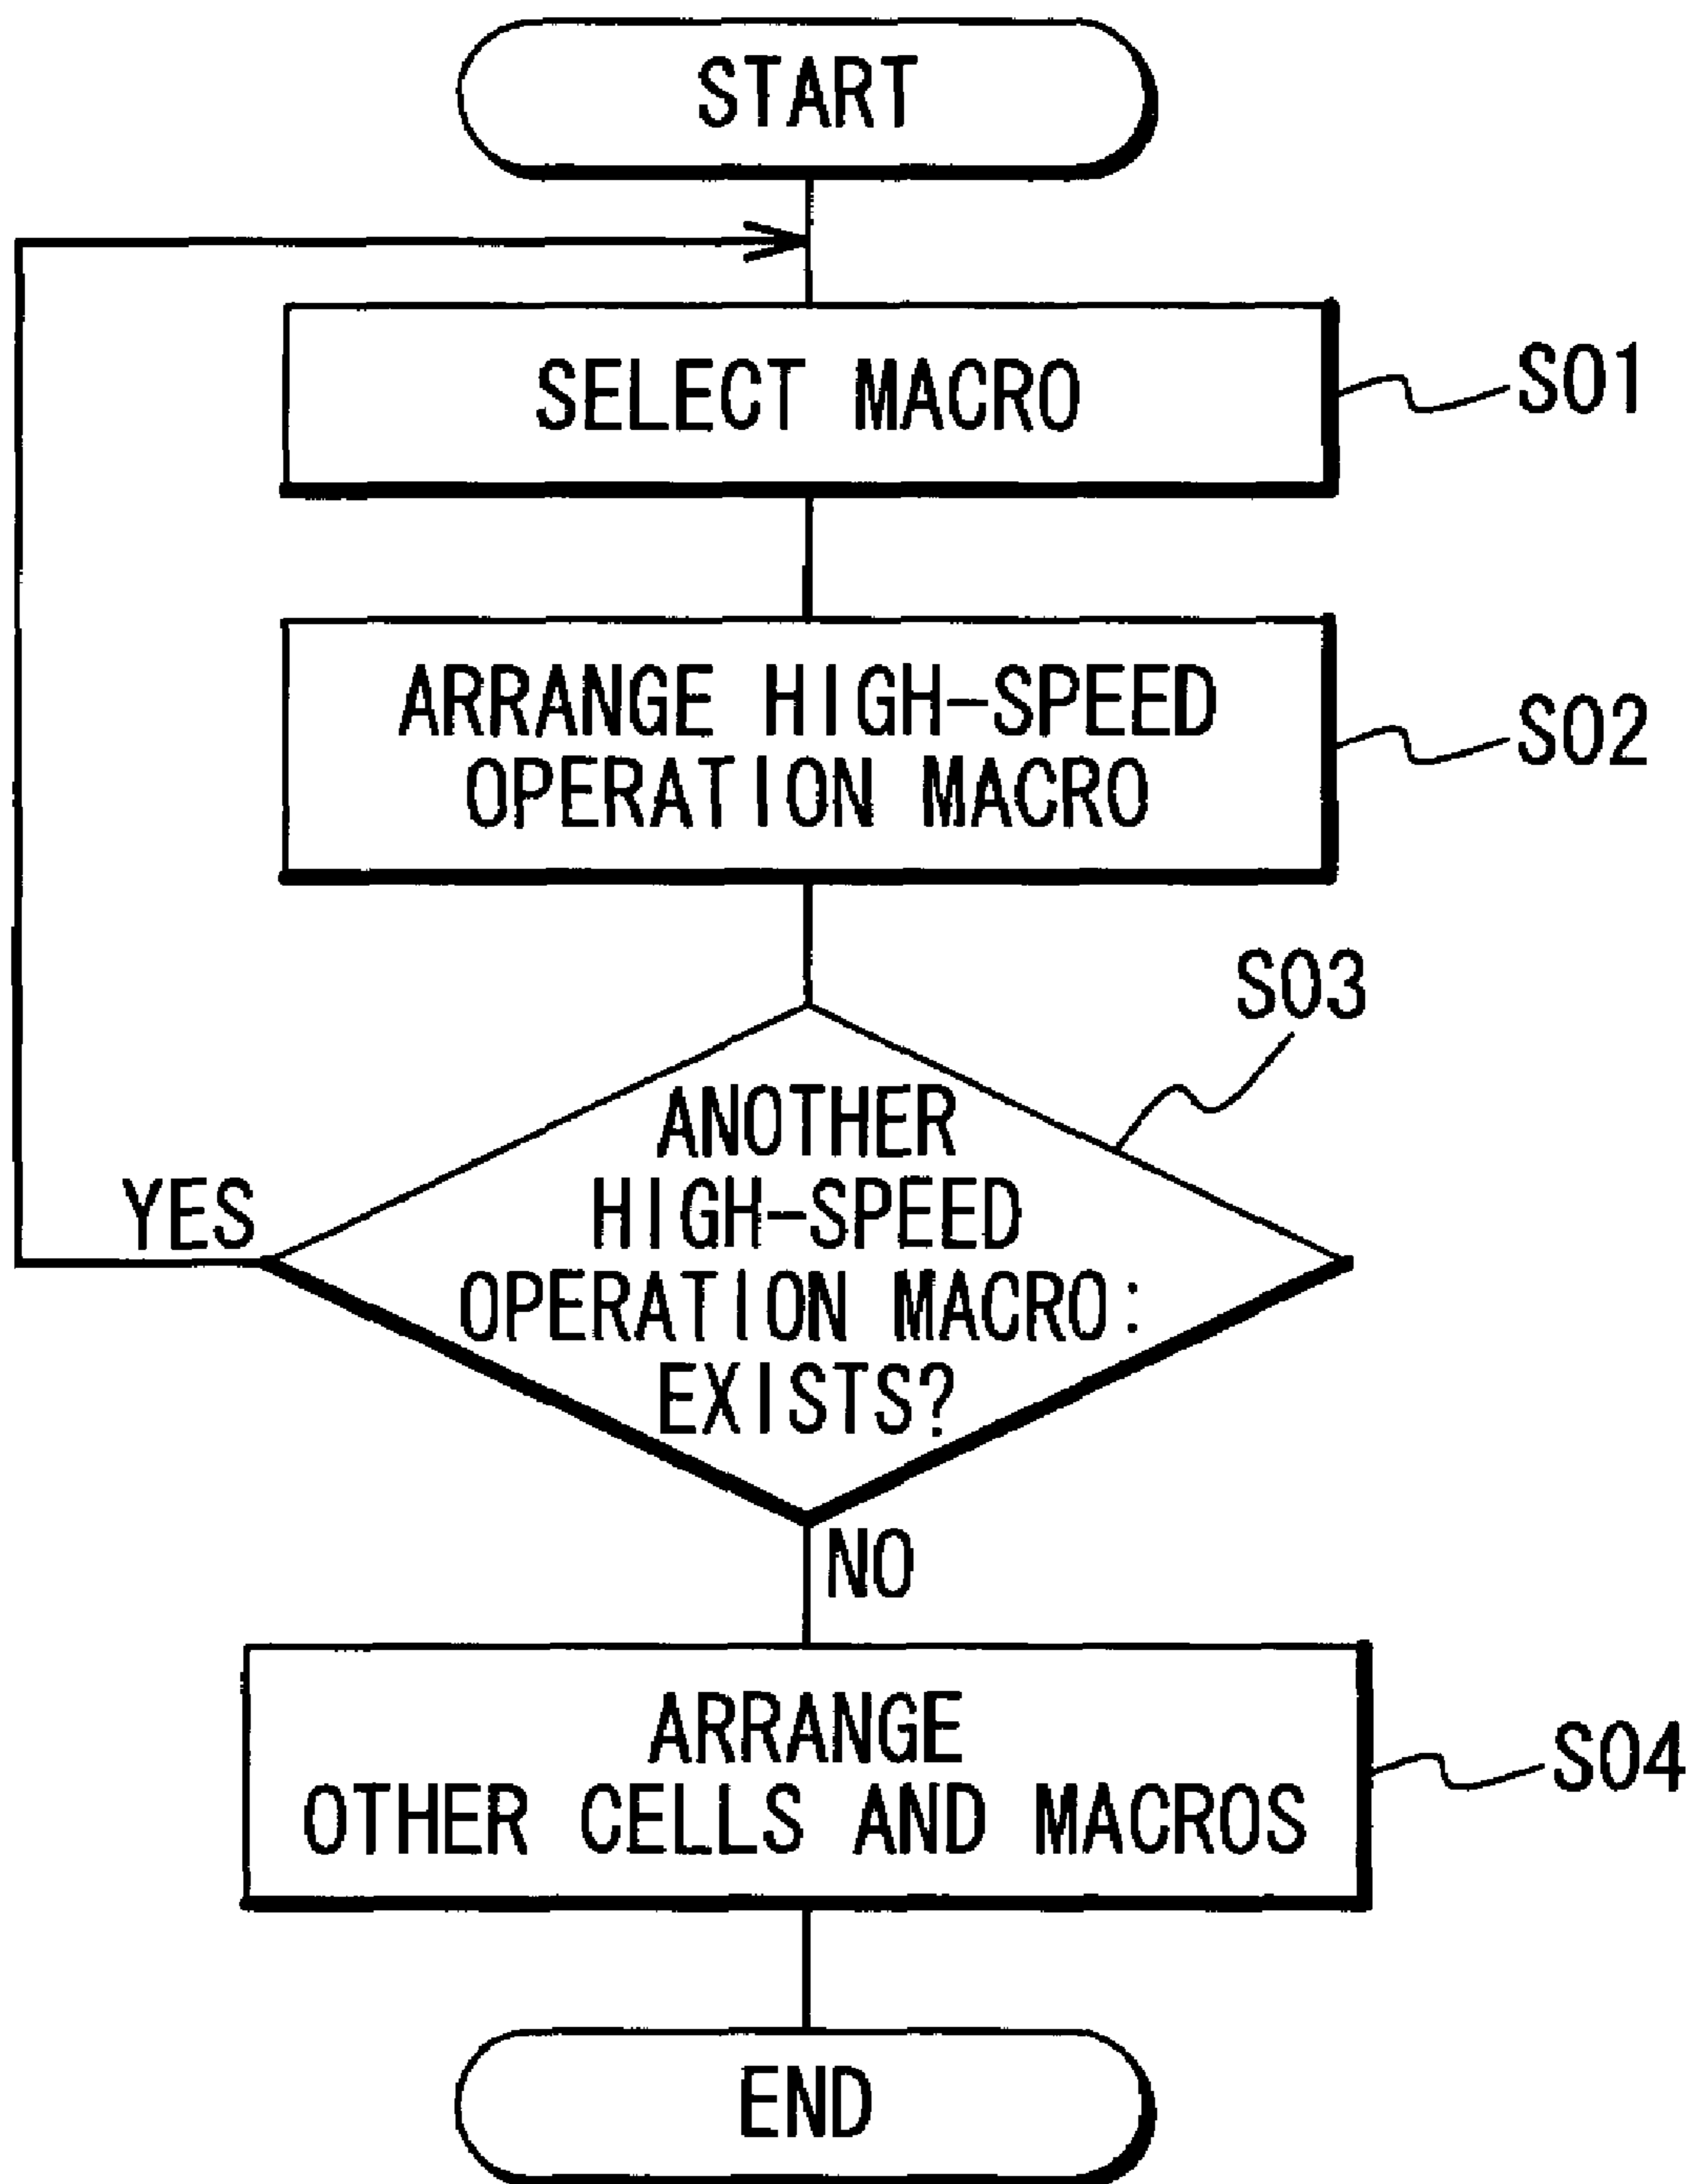 START
SELECT MACRO
S01
ARRANGE HIGH-SPEED
OPERATION MACRO
S02
S03
ANOTHER
HIGH-SPEED
OPERATION MACRO:
EXISTS?
YES
NO
ARRANGE
OTHER CELLS AND MACROS
S04
END